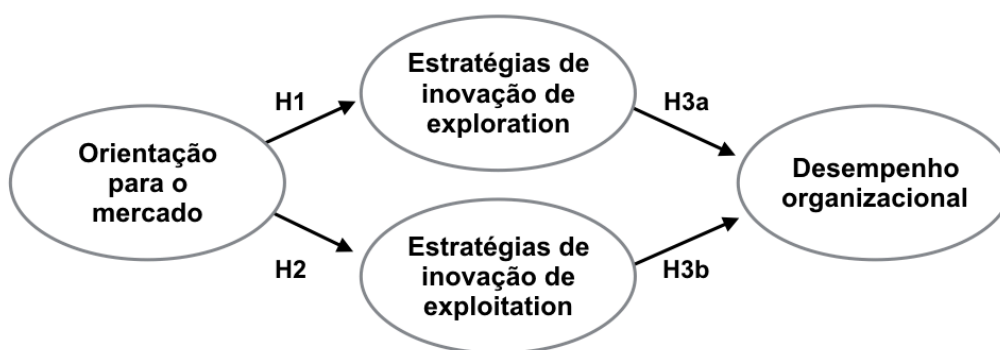 Orientação
para o
mercado
H1
H2
Estratégias de
inovação de
exploration
Estratégias de
inovação de
exploitation
H3a
H3b
Desempenho
organizacional